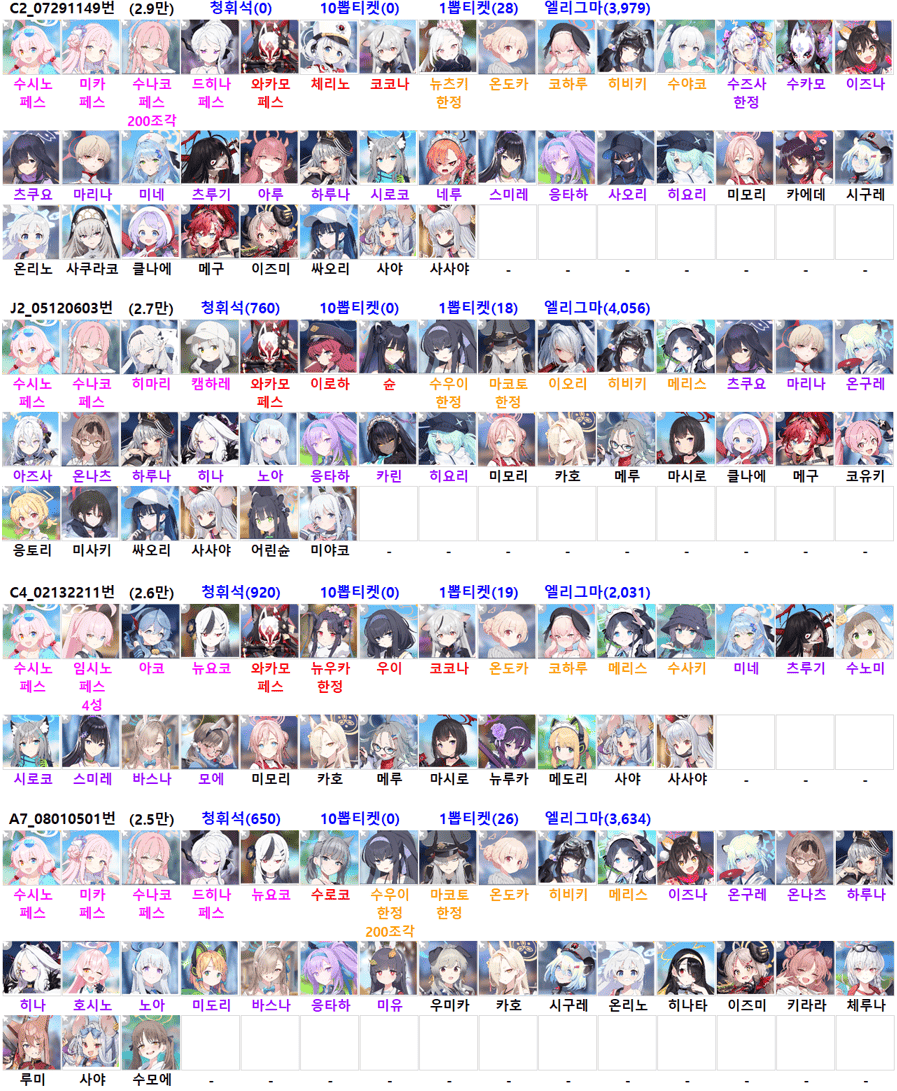 C2_07291149번 (2.9만) 청휘석(0) 10뽑티켓(0) 1뽑티켓(28) 엘리그마(3,979)
수시노 미카 수나코 드히나 와카모 체리노 코코나 뉴츠키 온도카 코하루 히비키 수야코 수즈사 수카모 이즈나
페스 페스 페스 페스 페스 한정 한정
200조각
츠쿠요 마리나 미네 츠루기 아루 하루나 시로코 네루 스미레 응타하 사오리 히요리 미모리 카에데 시구레
온리노 사쿠라코 클나에 메구 이즈미 싸오리 사야 사사야 - - - - - - -
J2_05120603번 (2.7만) 청휘석(760) 10뽑티켓(0) 1뽑티켓(18) 엘리그마(4,056)
수시노 수나코 히마리 캠하레 와카모 이로하 슌 수우이 마코토 이오리 히비키 메리스 츠쿠요 마리나 온구레
페스 페스 페스 한정 한정
아즈사 온나츠 하루나 히나 노아 응타하 카린 히요리 미모리 카호 메루 마시로 클나에 메구 코유키
응토리 미사키 싸오리 사사야 어린슌 미야코 - - - - - - - - -
C4_02132211번 (2.6만) 청휘석(920) 10뽑티켓(0) 1뽑티켓(19) 엘리그마(2,031)
수시노 임시노 아코 뉴요코 와카모 뉴우카 우이 코코나 온도카 코하루 메리스 수사키 미네 츠루기 수노미
페스 페스 페스 한정
4성
시로코 스미레 바스나 모에 미모리 카호 메루 마시로 뉴루카 메도리 사야 사사야 - - -
A7_08010501번 (2.5만) 청휘석(650) 10뽑티켓(0) 1뽑티켓(26) 엘리그마(3,634)
수시노 미카 수나코 드히나 뉴요코 수로코 수우이 마코토 온도카 히비키 메리스 이즈나 온구레 온나츠 하루나
페스 페스 페스 페스 한정 한정
200조각
히나 호시노 노아 미도리 바스나 응타하 미유 우미카 카호 시구레 온리노 히나타 이즈미 키라라 체루나
루미 사야 수모에 - - - - - - - - - - - -